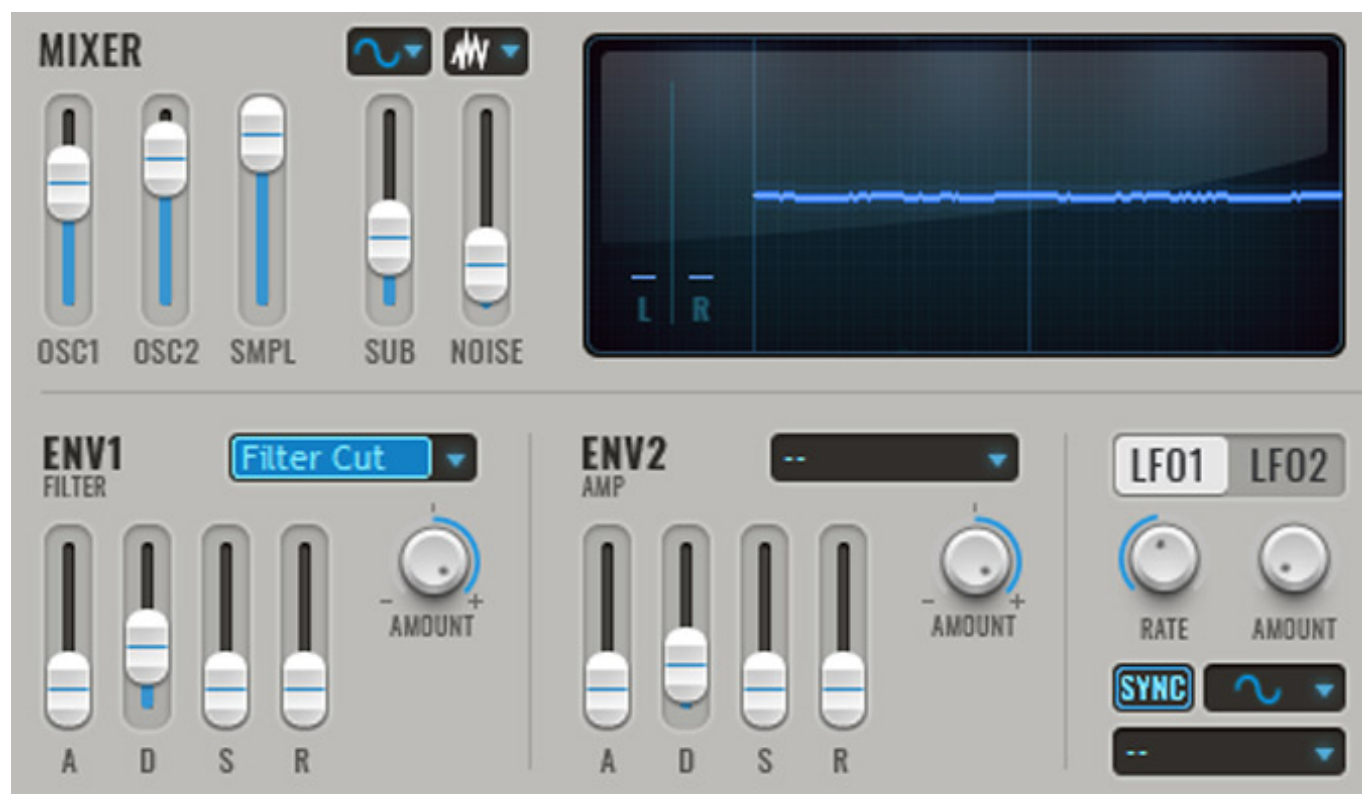 MIXER
OSC1 OSC2 SMPL SUB NOISE
L R
ENV1
FILTER
Filter Cut
- +
AMOUNT
A D S R
ENV2
AMP
--
- +
AMOUNT
A D S R
LFO1 LFO2
RATE AMOUNT
SYNC
--